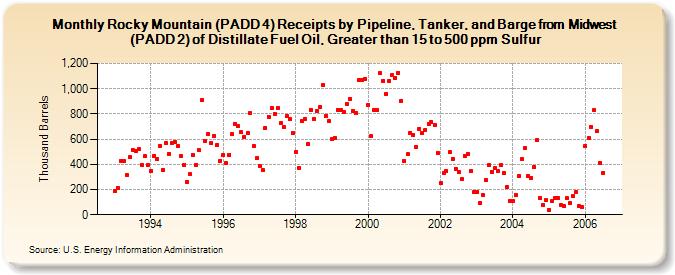 Monthly Rocky Mountain (PADD 4) Receipts by Pipeline, Tanker, and Barge from Midwest
(PADD 2) of Distillate Fuel Oil, Greater than 15 to 500 ppm Sulfur
Thousand Barrels
1,200
1,000
800
600
400
200
0
1994 1996 1998 2000 2002 2004 2006
Source: U.S. Energy Information Administration